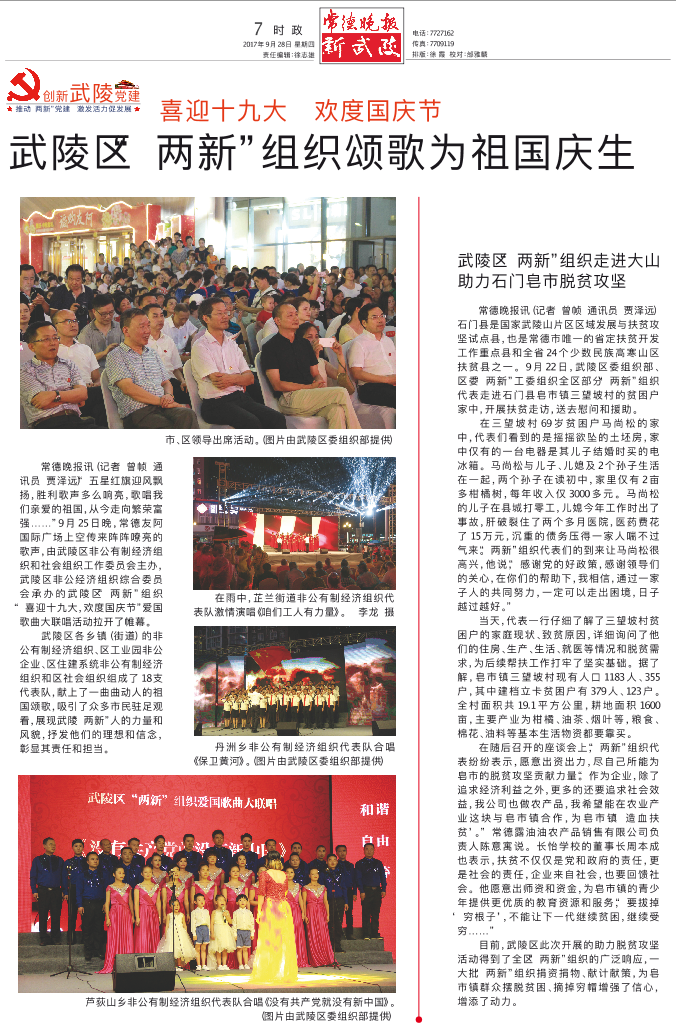 7 时 政
2017年9月28日 星期四
责任编辑:徐志雄
常德晚报
新武陵
电话:7727162
传真:7709119
排版:徐 霞 校对:邰雅麟
创新武陵党建
★ 推动“两新”党建 激发活力促发展 ★
喜迎十九大 欢度国庆节
武陵区“两新”组织颂歌为祖国庆生
市、区领导出席活动。(图片由武陵区委组织部提供)
常德晚报讯(记者 曾帧 通
讯员 贾泽远)“五星红旗迎风飘
扬,胜利歌声多么响亮,歌唱我
们亲爱的祖国,从今走向繁荣富
强……”9月25日晚,常德友阿
国际广场上空传来阵阵嘹亮的
歌声,由武陵区非公有制经济组
织和社会组织工作委员会主办,
武陵区非公经济组织综合委员
会承办的武陵区“两新”组织
“喜迎十九大,欢度国庆节”爱国
歌曲大联唱活动拉开了帷幕。
武陵区各乡镇(街道)的非
公有制经济组织、区工业园非公
企业、区住建系统非公有制经济
组织和区社会组织组成了18支
代表队,献上了一曲曲动人的祖
国颂歌,吸引了众多市民驻足观
看,展现武陵“两新”人的力量和
风貌,抒发他们的理想和信念,
彰显其责任和担当。
在雨中,芷兰街道非公有制经济组织代
表队激情演唱《咱们工人有力量》。 李龙 摄
丹洲乡非公有制经济组织代表队合唱
《保卫黄河》。(图片由武陵区委组织部提供)
武陵区“两新”组织爱国歌曲大联唱
《没有共产党就没有新中国》
和谐
自由
芦荻山乡非公有制经济组织代表队合唱《没有共产党就没有新中国》。
(图片由武陵区委组织部提供)
武陵区“两新”组织走进大山
助力石门皂市脱贫攻坚
常德晚报讯(记者 曾帧 通讯员 贾泽远)
石门县是国家武陵山片区区域发展与扶贫攻
坚试点县,也是常德市唯一的省定扶贫开发
工作重点县和全省24个少数民族高寒山区
扶贫县之一。9月22日,武陵区委组织部、
区委“两新”工委组织全区部分“两新”组织
代表走进石门县皂市镇三望坡村的贫困户
家中,开展扶贫走访,送去慰问和援助。
在三望坡村69岁贫困户马尚松的家
中,代表们看到的是摇摇欲坠的土坯房,家
中仅有的一台电器是其儿子结婚时买的电
冰箱。马尚松与儿子、儿媳及2个孙子生活
在一起,两个孙子在读初中,家里仅有2亩
多柑橘树,每年收入仅3000多元。马尚松
的儿子在县城打零工,儿媳今年工作时出了
事故,肝破裂住了两个多月医院,医药费花
了15万元,沉重的债务压得一家人喘不过
气来。“两新”组织代表们的到来让马尚松很
高兴,他说:“感谢党的好政策,感谢领导们
的关心,在你们的帮助下,我相信,通过一家
子人的共同努力,一定可以走出困境,日子
越过越好。”
当天,代表一行仔细了解了三望坡村贫
困户的家庭现状、致贫原因,详细询问了他
们的住房、生产、生活、就医等情况和脱贫需
求,为后续帮扶工作打牢了坚实基础。据了
解,皂市镇三望坡村现有人口1183人、355
户,其中建档立卡贫困户有379人、123户。
全村面积共19.1平方公里,耕地面积1600
亩,主要产业为柑橘、油茶、烟叶等,粮食、
棉花、油料等基本生活物资都要靠买。
在随后召开的座谈会上,“两新”组织代
表纷纷表示,愿意出资出力,尽自己所能为
皂市的脱贫攻坚贡献力量。“作为企业,除了
追求经济利益之外,更多的还要追求社会效
益,我公司也做农产品,我希望能在农业产
业这块与皂市镇合作,为皂市镇‘造血扶
贫’。”常德露油油农产品销售有限公司负
责人陈意寓说。长怡学校的董事长周本成
也表示,扶贫不仅仅是党和政府的责任,更
是社会的责任,企业来自社会,也要回馈社
会。他愿意出师资和资金,为皂市镇的青少
年提供更优质的教育资源和服务,“要拔掉
‘穷根子’,不能让下一代继续贫困,继续受
穷……”
目前,武陵区此次开展的助力脱贫攻坚
活动得到了全区“两新”组织的广泛响应,一
大批“两新”组织捐资捐物、献计献策,为皂
市镇群众摆脱贫困、摘掉穷帽增强了信心,
增添了动力。